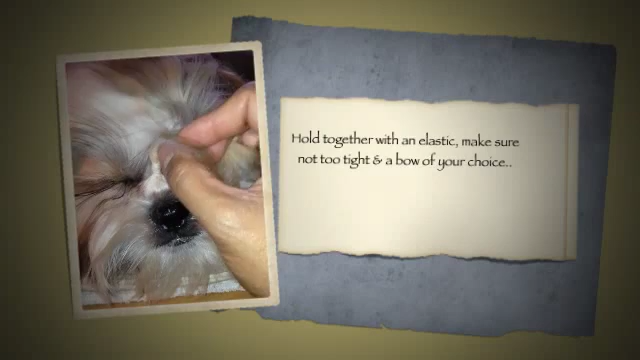 Hold together with an elastic, make sure
not too tight & a bow of your choice..